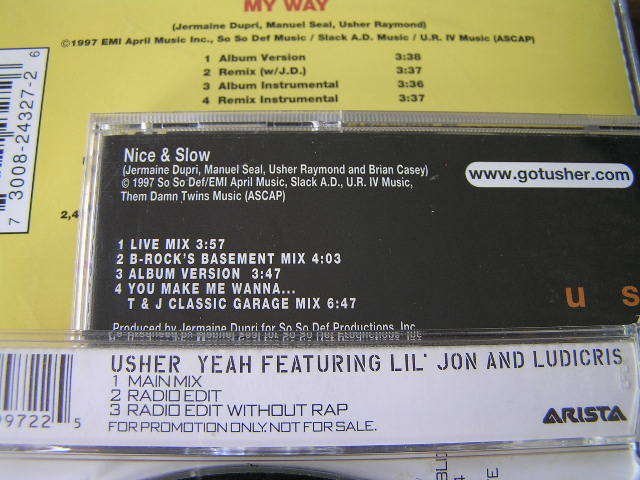 MY WAY
(Jermaine Dupri, Manuel Seal, Usher Raymond)
©1997 EMI April Music Inc., So So Def Music / Slack A.D. Music / U.R. IV Music (ASCAP)
1 Album Version 3:38
2 Remix (w/J.D.) 3:37
3 Album Instrumental 3:36
4 Remix Instrumental 3:37
7 3008-24327-2 6
2,4
Nice & Slow
(Jermaine Dupri, Manuel Seal, Usher Raymond and Brian Casey)
© 1997 So So Def/EMI April Music, Slack A.D., U.R. IV Music,
Them Damn Twins Music (ASCAP)
www.gotusher.com
1 LIVE MIX 3:57
2 B-ROCK'S BASEMENT MIX 4:03
3 ALBUM VERSION 3:47
4 YOU MAKE ME WANNA...
T & J CLASSIC GARAGE MIX 6:47
u s
Produced by Jermaine Dupri for So So Def Productions, Inc.
USHER YEAH FEATURING LIL' JON AND LUDICRIS
1 MAIN MIX
2 RADIO EDIT
3 RADIO EDIT WITHOUT RAP
FOR PROMOTION ONLY. NOT FOR SALE.
99722 5
ARISTA